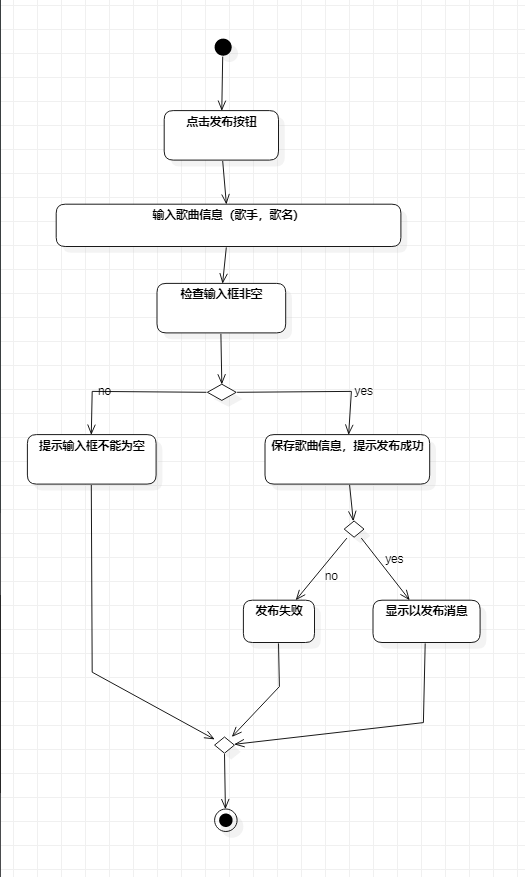 点击发布按钮
输入歌曲信息（歌手，歌名）
检查输入框非空
no
yes
提示输入框不能为空
保存歌曲信息，提示发布成功
no
yes
发布失败
显示以发布消息